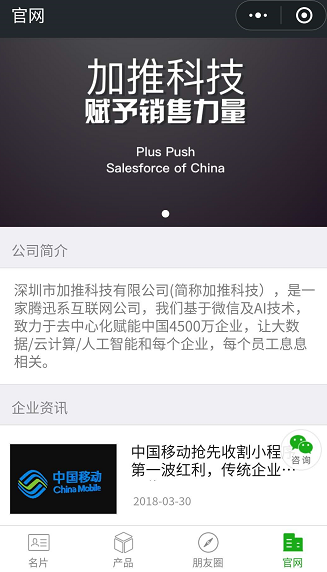 官网
加推科技
赋予销售力量
Plus Push
Salesforce of China
公司简介
深圳市加推科技有限公司(简称加推科技），是一
家腾迅系互联网公司，我们基于微信及AI技术，
致力于去中心化赋能中国4500万企业，让大数
据/云计算/人工智能和每个企业，每个员工息息
相关。
企业资讯
中国移动
China Mobile
中国移动抢先收割小程
第一波红利，传统企业…
2018-03-30
咨询
名片
产品
朋友圈
官网